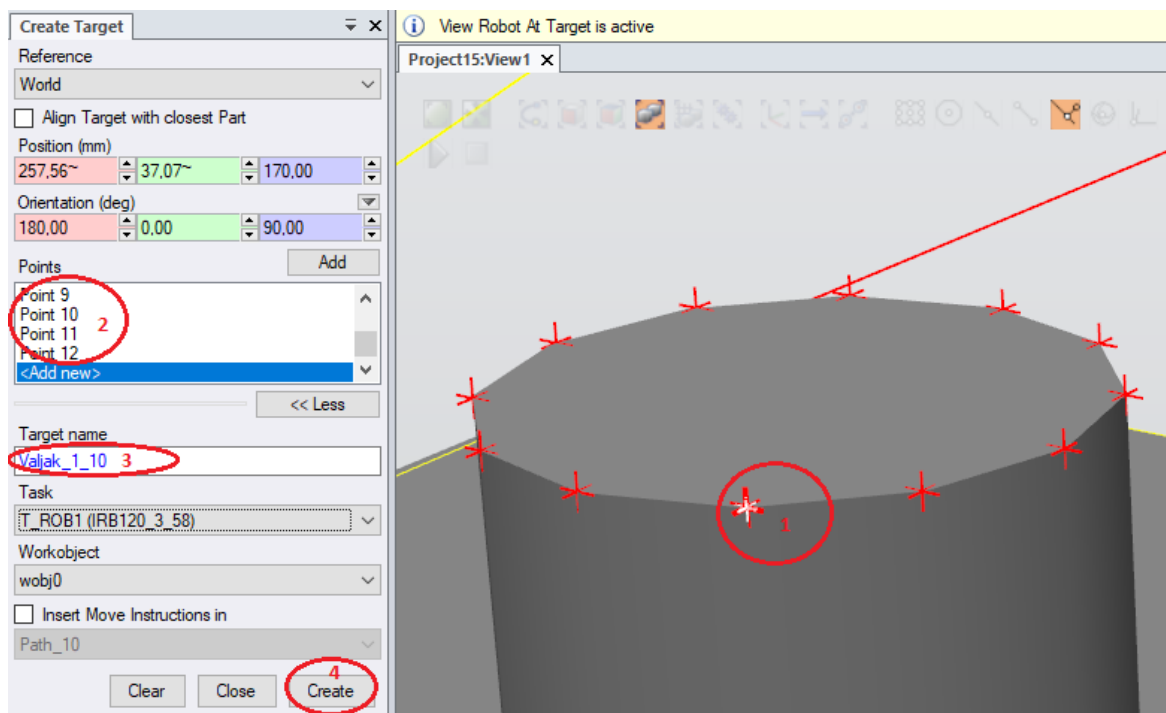 Create Target
Reference
World
Align Target with closest Part
Position (mm)
257,56~ 37,07~ 170,00
Orientation (deg)
180,00 0,00 90,00
Points Add
Point 9
Point 10
Point 11
Point 12
<Add new>
2
<< Less
Target name
Valjak_1_10 3
Task
T_ROB1 (IRB120_3_58)
Workobject
wobj0
Insert Move Instructions in
Path_10
4
Clear Close Create
View Robot At Target is active
Project15:View1
1